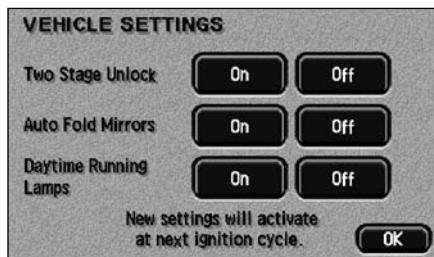 VEHICLE SETTINGS
Two Stage Unlock On Off
Auto Fold Mirrors On Off
Daytime Running
Lamps On Off
New settings will activate
at next ignition cycle. OK